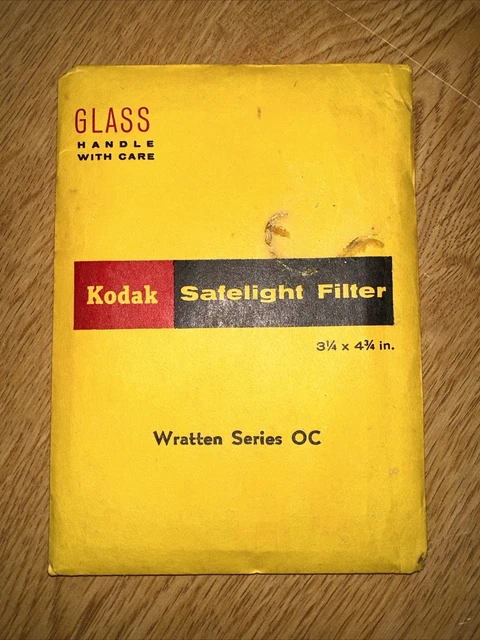 GLASS
HANDLE
WITH CARE
Kodak Safelight Filter
3¼ x 4¾ in.
Wratten Series OC